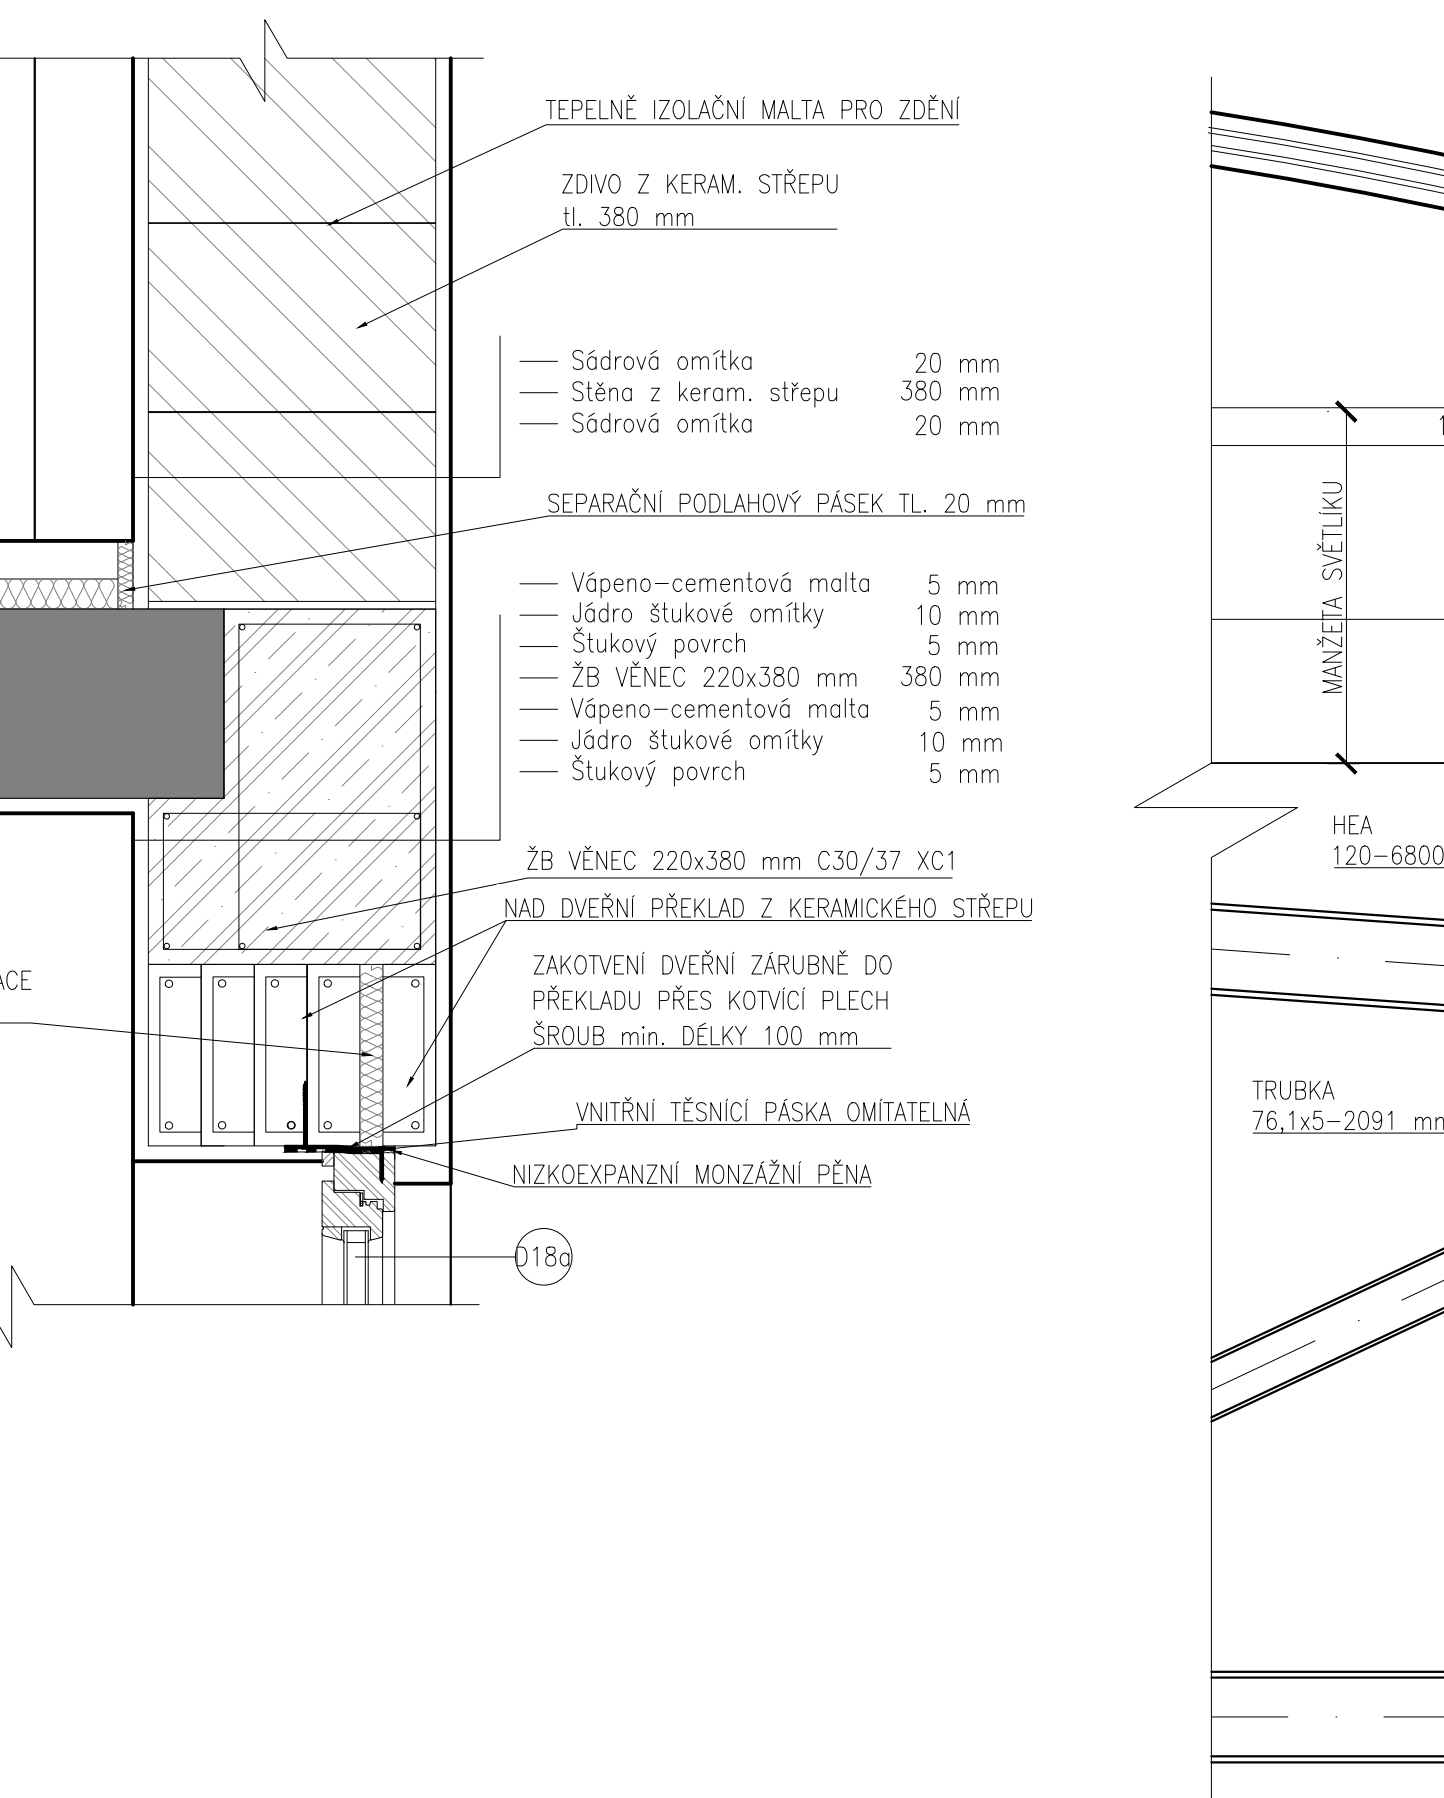 TEPELNĚ IZOLAČNÍ MALTA PRO ZDĚNÍ
ZDIVO Z KERAM. STŘEPU
tl. 380 mm
Sádrová omítka 20 mm
Stěna z keram. střepu 380 mm
Sádrová omítka 20 mm
SEPARAČNÍ PODLAHOVÝ PÁSEK TL. 20 mm
Vápeno-cementová malta 5 mm
Jádro štukové omítky 10 mm
Štukový povrch 5 mm
ŽB VĚNEC 220x380 mm 380 mm
Vápeno-cementová malta 5 mm
Jádro štukové omítky 10 mm
Štukový povrch 5 mm
ŽB VĚNEC 220x380 mm C30/37 XC1
NAD DVEŘNÍ PŘEKLAD Z KERAMICKÉHO STŘEPU
ACE
ZAKOTVENÍ DVEŘNÍ ZÁRUBNĚ DO
PŘEKLADU PŘES KOTVÍCÍ PLECH
ŠROUB min. DÉLKY 100 mm
VNITŘNÍ TĚSNÍCÍ PÁSKA OMÍTATELNÁ
NIZKOEXPANZNÍ MONZÁŽNÍ PĚNA
D18a
MANŽETA SVĚTLÍKU
HEA
120-6800
TRUBKA
76,1x5-2091 mm